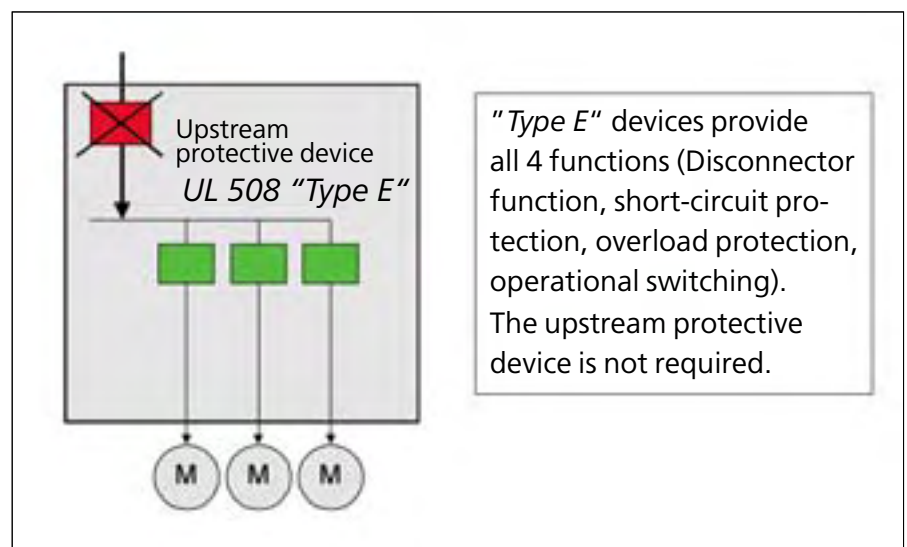 Upstream
protective device
UL 508 “Type E“
"Type E“ devices provide
all 4 functions (Disconnector
function, short-circuit pro-
tection, overload protection,
operational switching).
The upstream protective
device is not required.
M M M